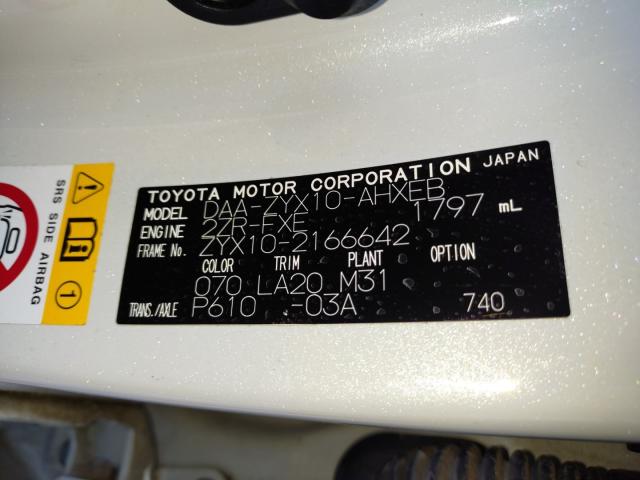 TOYOTA MOTOR CORPORATION JAPAN
MODEL DAA-ZYX10-AHXEB
ENGINE 2ZR-FXE 1797 mL
FRAME No. ZYX10-2166642
COLOR TRIM PLANT OPTION
070 LA20 M31
TRANS./AXLE P610 -03A 740
SRS SIDE AIRBAG
1